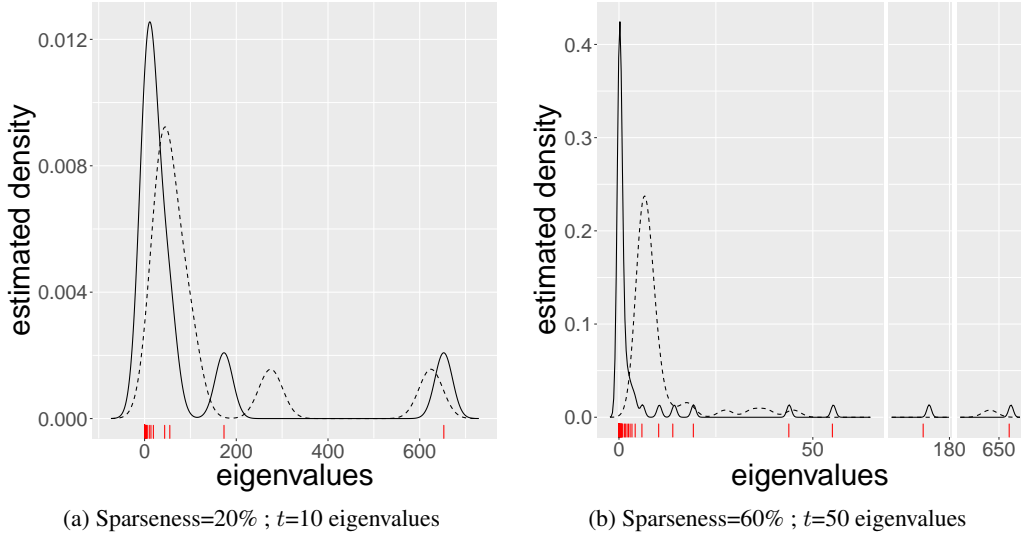 0.012
0.008
0.004
0.000
estimated density
0 200 400 600
eigenvalues
(a) Sparseness=20% ; t=10 eigenvalues
0.4
0.3
0.2
0.1
0.0
estimated density
0 50 180 650
eigenvalues
(b) Sparseness=60% ; t=50 eigenvalues